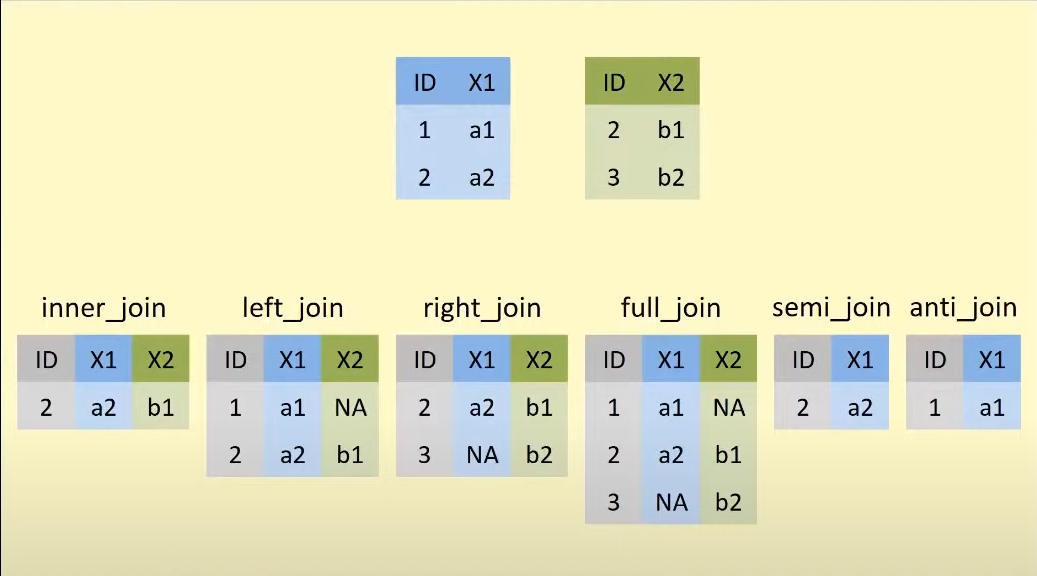 ID X1
1 a1
2 a2
ID X2
2 b1
3 b2
inner_join
ID X1 X2
2 a2 b1
left_join
ID X1 X2
1 a1 NA
2 a2 b1
right_join
ID X1 X2
2 a2 b1
3 NA b2
full_join
ID X1 X2
1 a1 NA
2 a2 b1
3 NA b2
semi_join
ID X1
2 a2
anti_join
ID X1
1 a1